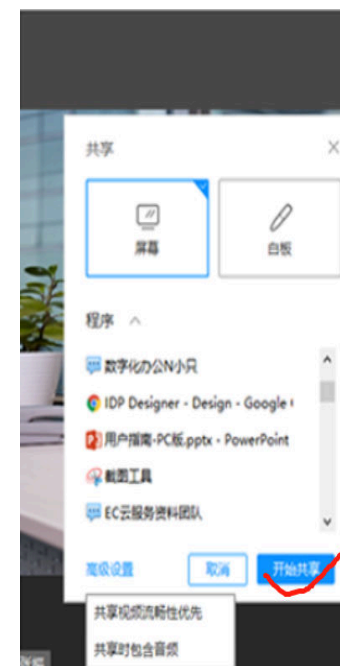 共享
屏幕
白板
程序
数字化办公N小只
IDP Designer - Design - Google
用户指南-PC版.pptx - PowerPoint
截图工具
EC云服务资料团队
高级设置
取消
开始共享
共享视频流畅性优先
共享时包含音频